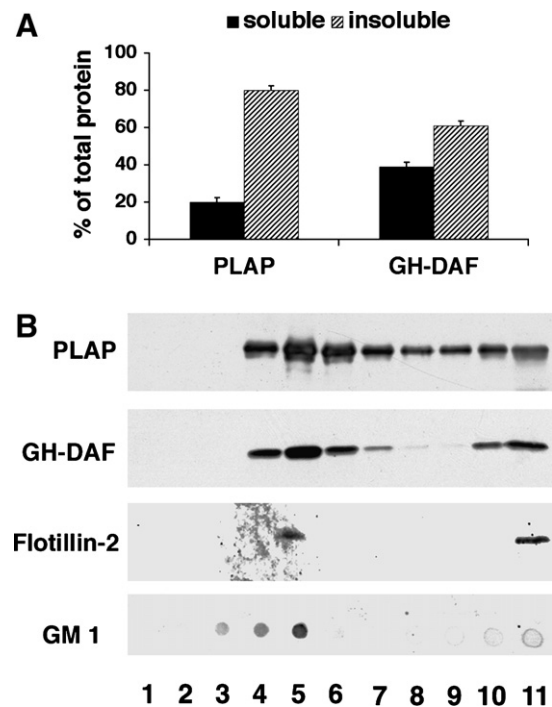 A
soluble insoluble
% of total protein
100
80
60
40
20
0
PLAP GH-DAF
B
PLAP
GH-DAF
Flotillin-2
GM 1
1 2 3 4 5 6 7 8 9 10 11